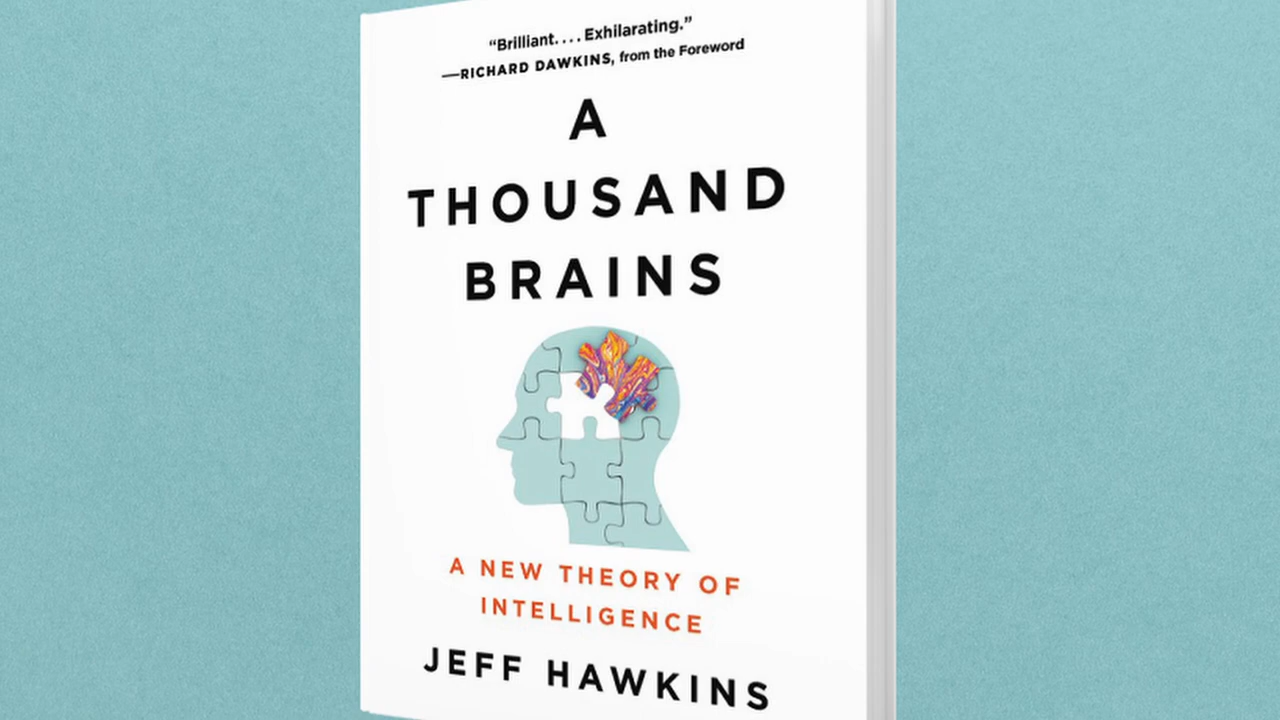 “Brilliant. . . . Exhilarating.”
—RICHARD DAWKINS, from the Foreword
A
THOUSAND
BRAINS
A NEW THEORY OF
INTELLIGENCE
JEFF HAWKINS